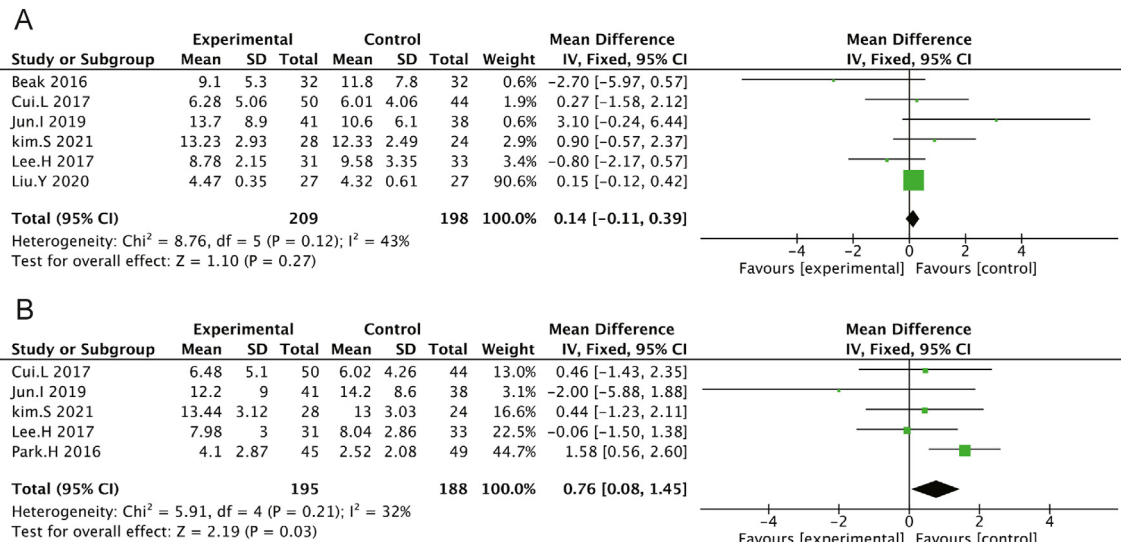 A
Experimental Control Mean Difference Mean Difference
Study or Subgroup Mean SD Total Mean SD Total Weight IV, Fixed, 95% CI IV, Fixed, 95% CI
Beak 2016 9.1 5.3 32 11.8 7.8 32 0.6% −2.70 [−5.97, 0.57]
Cui.L 2017 6.28 5.06 50 6.01 4.06 44 1.9% 0.27 [−1.58, 2.12]
Jun.I 2019 13.7 8.9 41 10.6 6.1 38 0.6% 3.10 [−0.24, 6.44]
kim.S 2021 13.23 2.93 28 12.33 2.49 24 2.9% 0.90 [−0.57, 2.37]
Lee.H 2017 8.78 2.15 31 9.58 3.35 33 3.4% −0.80 [−2.17, 0.57]
Liu.Y 2020 4.47 0.35 27 4.32 0.61 27 90.6% 0.15 [−0.12, 0.42]
Total (95% CI) 209 198 100.0% 0.14 [−0.11, 0.39]
Heterogeneity: Chi² = 8.76, df = 5 (P = 0.12); I² = 43%
Test for overall effect: Z = 1.10 (P = 0.27)
−4 −2 0 2 4
Favours [experimental] Favours [control]
B
Experimental Control Mean Difference Mean Difference
Study or Subgroup Mean SD Total Mean SD Total Weight IV, Fixed, 95% CI IV, Fixed, 95% CI
Cui.L 2017 6.48 5.1 50 6.02 4.26 44 13.0% 0.46 [−1.43, 2.35]
Jun.I 2019 12.2 9 41 14.2 8.6 38 3.1% −2.00 [−5.88, 1.88]
kim.S 2021 13.44 3.12 28 13 3.03 24 16.6% 0.44 [−1.23, 2.11]
Lee.H 2017 7.98 3 31 8.04 2.86 33 22.5% −0.06 [−1.50, 1.38]
Park.H 2016 4.1 2.87 45 2.52 2.08 49 44.7% 1.58 [0.56, 2.60]
Total (95% CI) 195 188 100.0% 0.76 [0.08, 1.45]
Heterogeneity: Chi² = 5.91, df = 4 (P = 0.21); I² = 32%
Test for overall effect: Z = 2.19 (P = 0.03)
−4 −2 0 2 4
Favours [experimental] Favours [control]